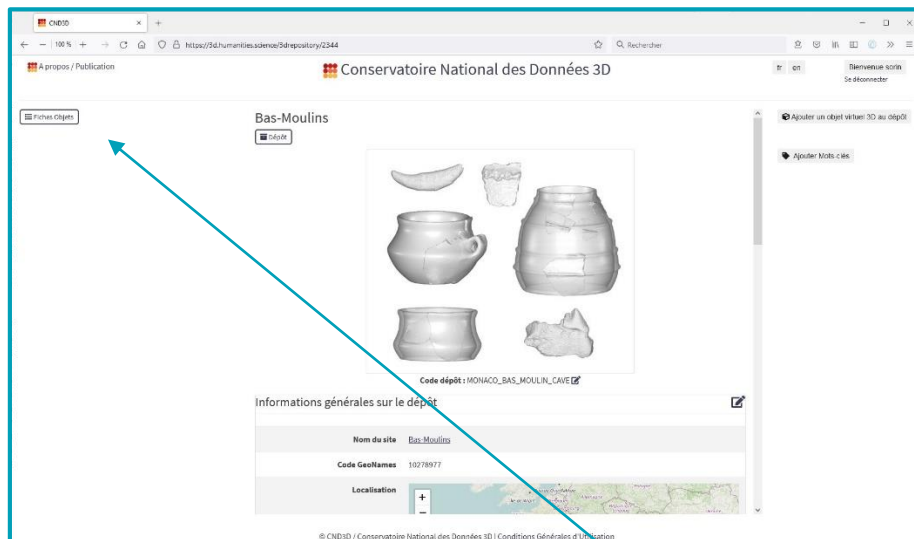 CND3D × +
100 % https://3d.humanities.science/3drepository/2344 Rechercher
A propos / Publication
Conservatoire National des Données 3D
fr en
Bienvenue sorin
Se déconnecter
Fiches Objets
Bas-Moulins
Dépôt
Ajouter un objet virtuel 3D au dépôt
Ajouter Mots-clés
Code dépôt : MONACO_BAS_MOULIN_CAVE
Informations générales sur le dépôt
Nom du site Bas-Moulins
Code GeoNames 10278977
Localisation
+
−
© CND3D / Conservatoire National des Données 3D | Conditions Générales d'Utilisation